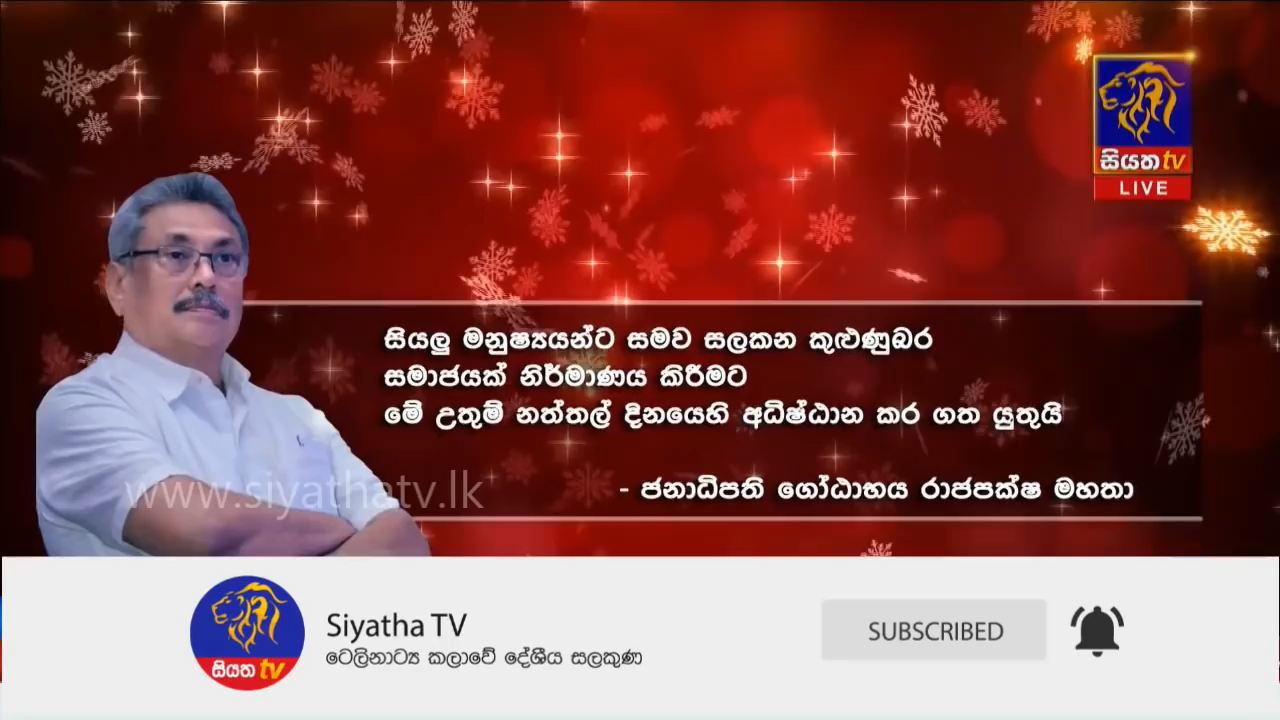 සියත tv
LIVE
සියලු මනුෂ්‍යයන්ට සමව සලකන කුළුණුබර
සමාජයක් නිර්මාණය කිරීමට
මේ උතුම් නත්තල් දිනයෙහි අධිෂ්ඨාන කර ගත යුතුයි
- ජනාධිපති ගෝඨාභය රාජපක්ෂ මහතා
www.siyathatv.lk
සියත tv
Siyatha TV
ටෙලිනාට්‍ය කලාවේ දේශීය සලකුණ
SUBSCRIBED